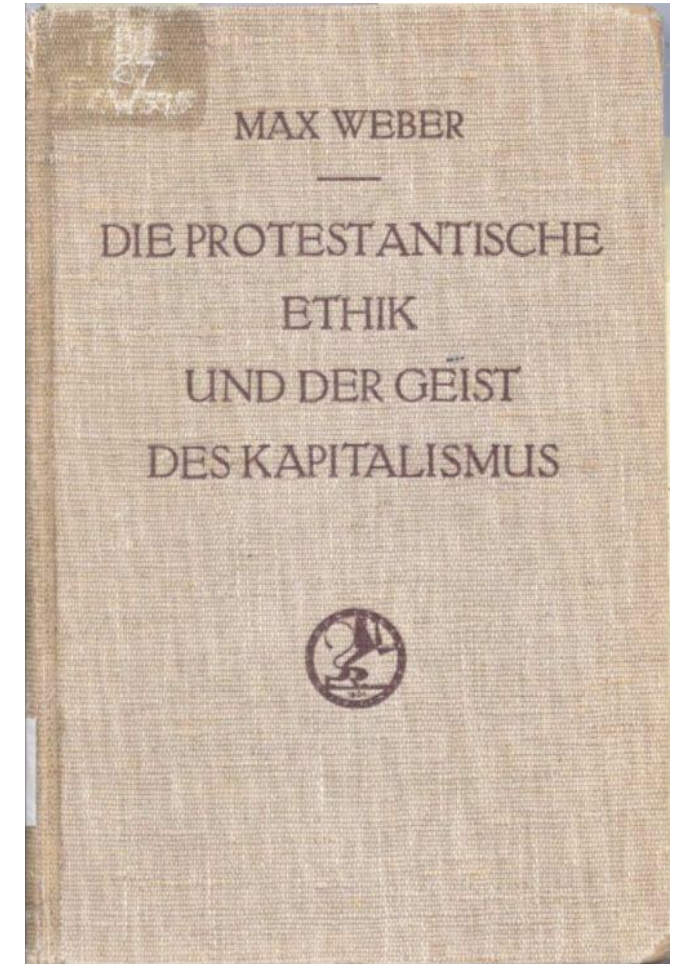 MAX WEBER
DIE PROTESTANTISCHE
ETHIK
UND DER GEIST
DES KAPITALISMUS